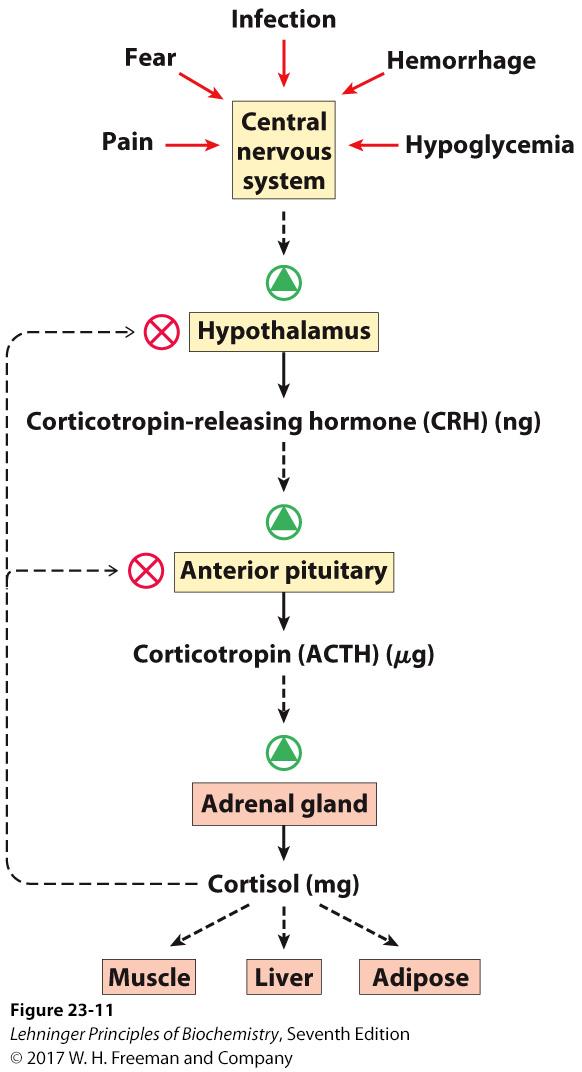 Infection
Fear
Hemorrhage
Central
nervous
system
Pain
Hypoglycemia
Hypothalamus
Corticotropin-releasing hormone (CRH) (ng)
Anterior pituitary
Corticotropin (ACTH) (μg)
Adrenal gland
Cortisol (mg)
Muscle
Liver
Adipose
Figure 23-11
Lehninger Principles of Biochemistry, Seventh Edition
© 2017 W. H. Freeman and Company